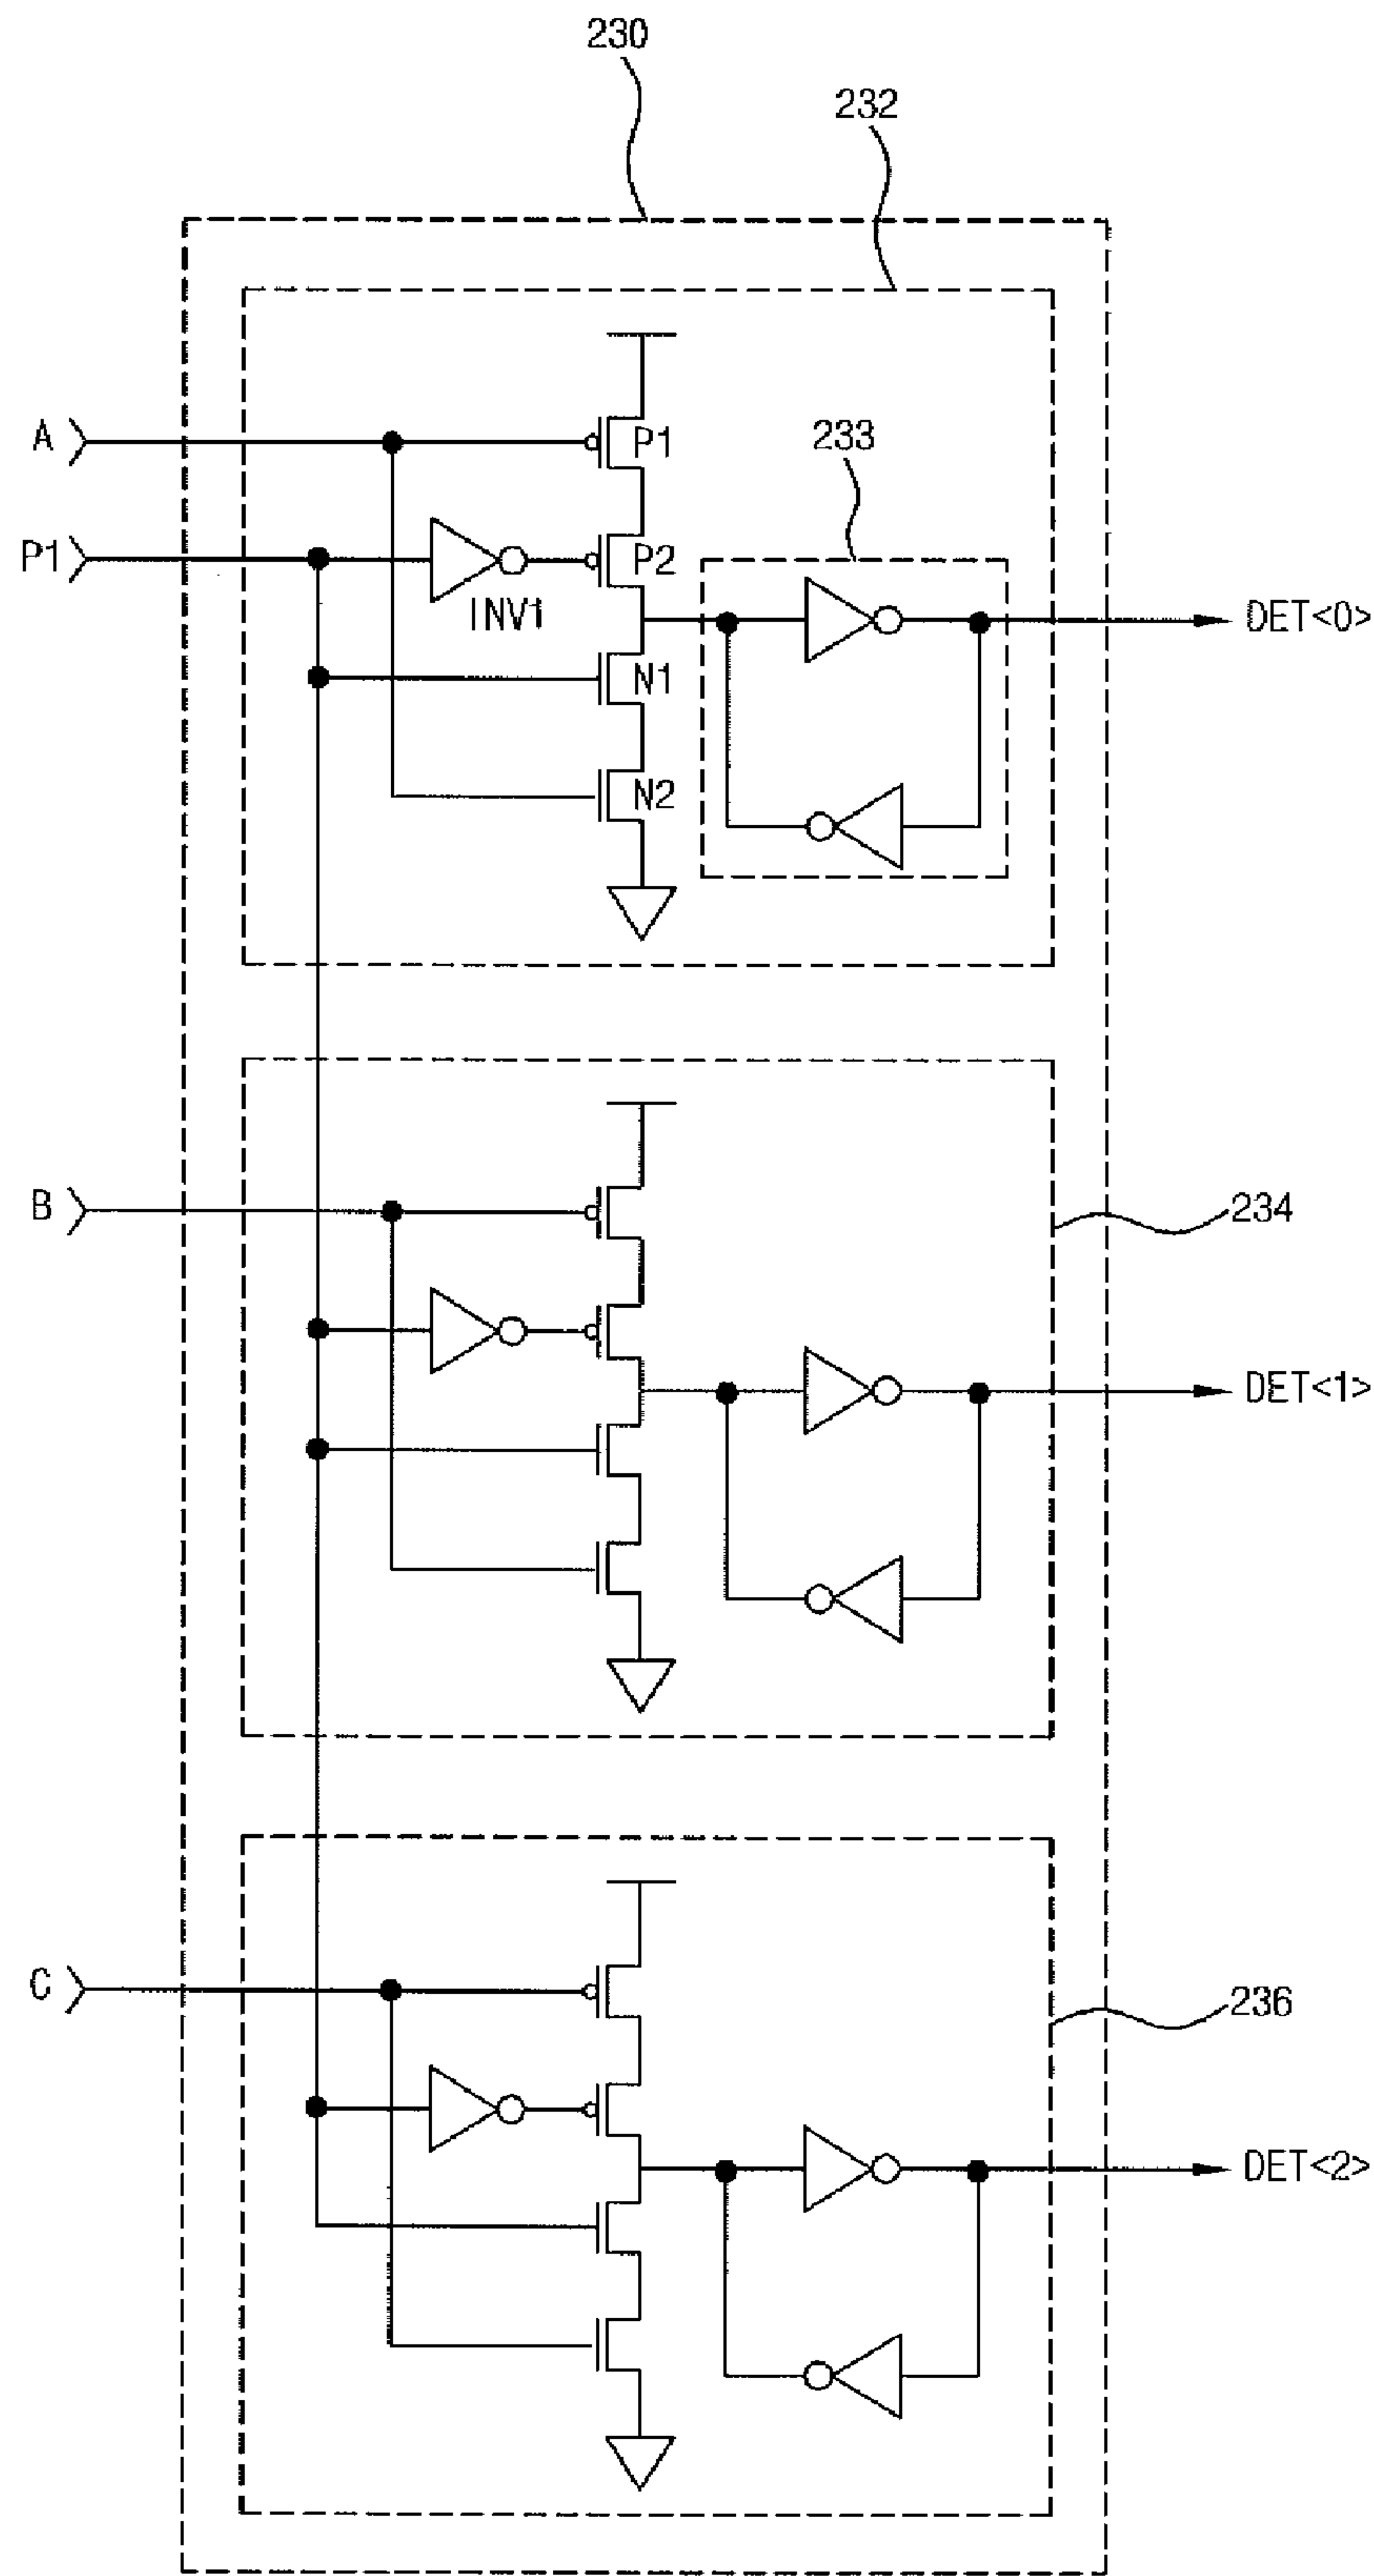 230
232
A
P1
233
P1
P2
INV1
DET<0>
N1
N2
B
234
DET<1>
C
236
DET<2>